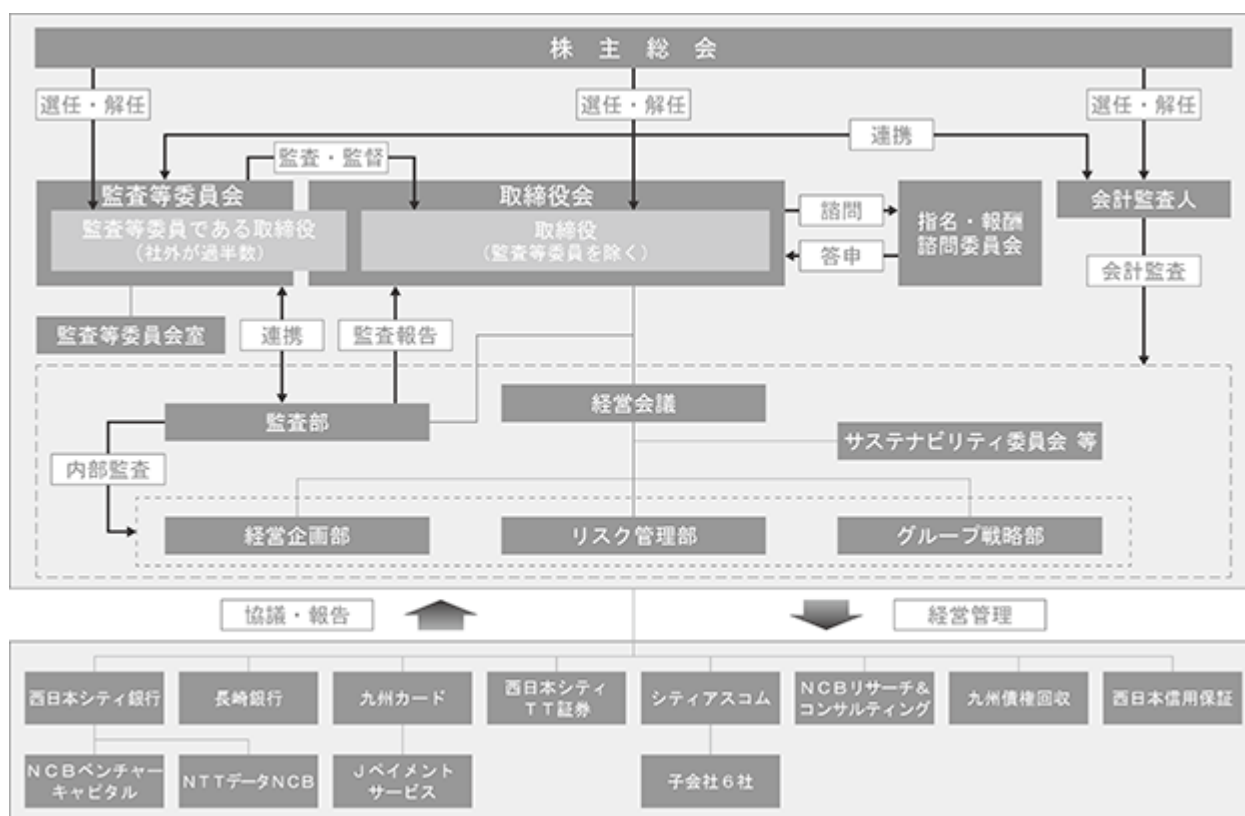 株主総会
選任・解任
選任・解任
選任・解任
連携
監査・監督
監査等委員会
取締役会
会計監査人
監査等委員である取締役
(社外が過半数)
取締役
(監査等委員を除く)
諮問
答申
指名・報酬
諮問委員会
会計監査
監査等委員会室
連携
監査報告
監査部
経営会議
サステナビリティ委員会 等
内部監査
経営企画部
リスク管理部
グループ戦略部
協議・報告
経営管理
西日本シティ銀行
長崎銀行
九州カード
西日本シティ
TT証券
シティアスコム
NCBリサーチ&
コンサルティング
九州債権回収
西日本信用保証
NCBベンチャー
キャピタル
NTTデータNCB
Jペイメント
サービス
子会社6社